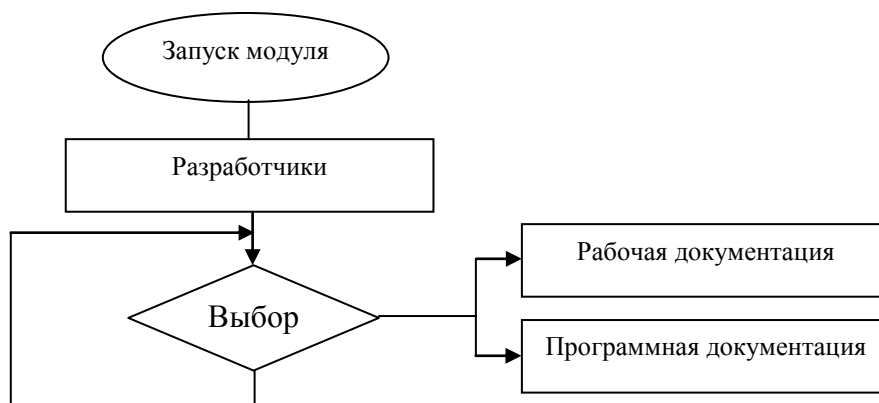 Запуск модуля
Разработчики
Рабочая документация
Выбор
Программная документация